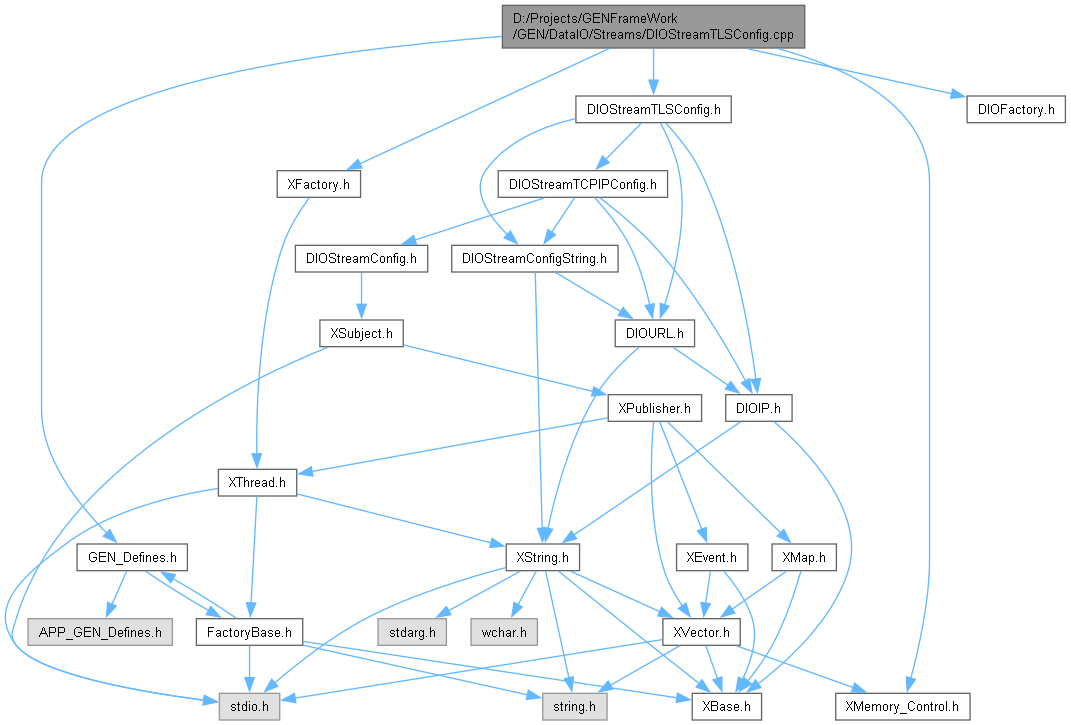 D:/Projects/GENFrameWork
/GEN/DataIO/Streams/DIOStreamTLSConfig.cpp
DIOStreamTLSConfig.h
DIOFactory.h
XFactory.h
DIOStreamTCPIPConfig.h
DIOStreamConfig.h
DIOStreamConfigString.h
XSubject.h
DIOURL.h
XPublisher.h
DIOIP.h
XThread.h
GEN_Defines.h
XString.h
XEvent.h
XMap.h
APP_GEN_Defines.h
FactoryBase.h
stdarg.h
wchar.h
XVector.h
stdio.h
string.h
XBase.h
XMemory_Control.h